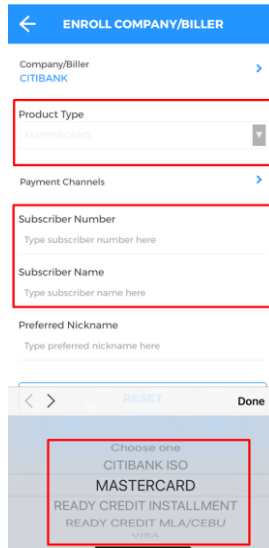 ENROLL COMPANY/BILLER
Company/Biller
CITIBANK
Product Type
MASTERCARD
Payment Channels
Subscriber Number
Type subscriber number here
Subscriber Name
Type subscriber name here
Preferred Nickname
Type preferred nickname here
RESET
Done
Choose one
CITIBANK ISO
MASTERCARD
READY CREDIT INSTALLMENT
READY CREDIT MLA/CEBU
VISA